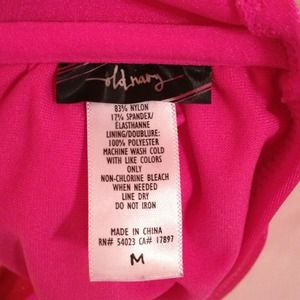 old navy
83% NYLON
17% SPANDEX/
ÉLASTHANNE
LINING/DOUBLURE:
100% POLYESTER
MACHINE WASH COLD
WITH LIKE COLORS
ONLY
NON-CHLORINE BLEACH
WHEN NEEDED
LINE DRY
DO NOT IRON
MADE IN CHINA
RN# 54023 CA# 17897
M